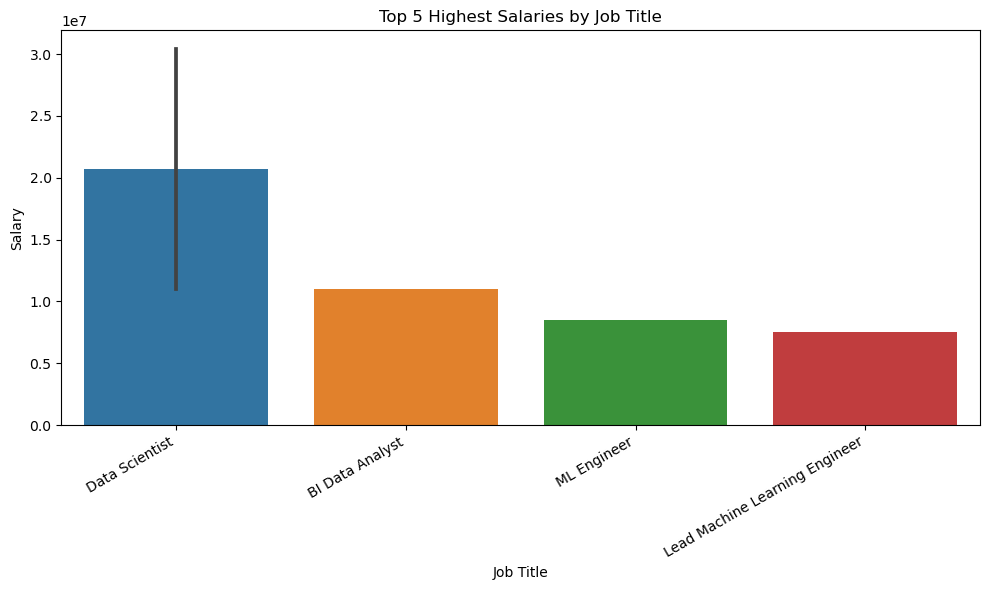 Top 5 Highest Salaries by Job Title
1e7
3.0
2.5
2.0
1.5
1.0
0.5
0.0
Salary
Data Scientist
BI Data Analyst
ML Engineer
Lead Machine Learning Engineer
Job Title